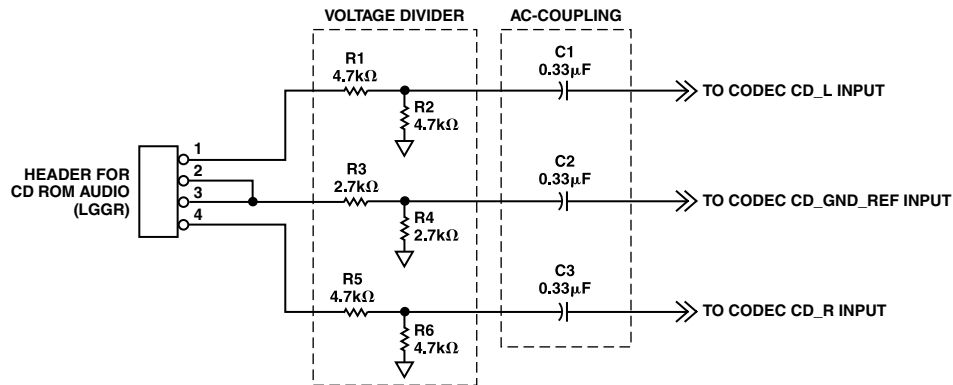 VOLTAGE DIVIDER
AC-COUPLING
R1
4.7kΩ
C1
0.33μF
TO CODEC CD_L INPUT
R2
4.7kΩ
HEADER FOR
CD ROM AUDIO
(LGGR)
1
2
3
4
R3
2.7kΩ
C2
0.33μF
TO CODEC CD_GND_REF INPUT
R4
2.7kΩ
R5
4.7kΩ
C3
0.33μF
TO CODEC CD_R INPUT
R6
4.7kΩ